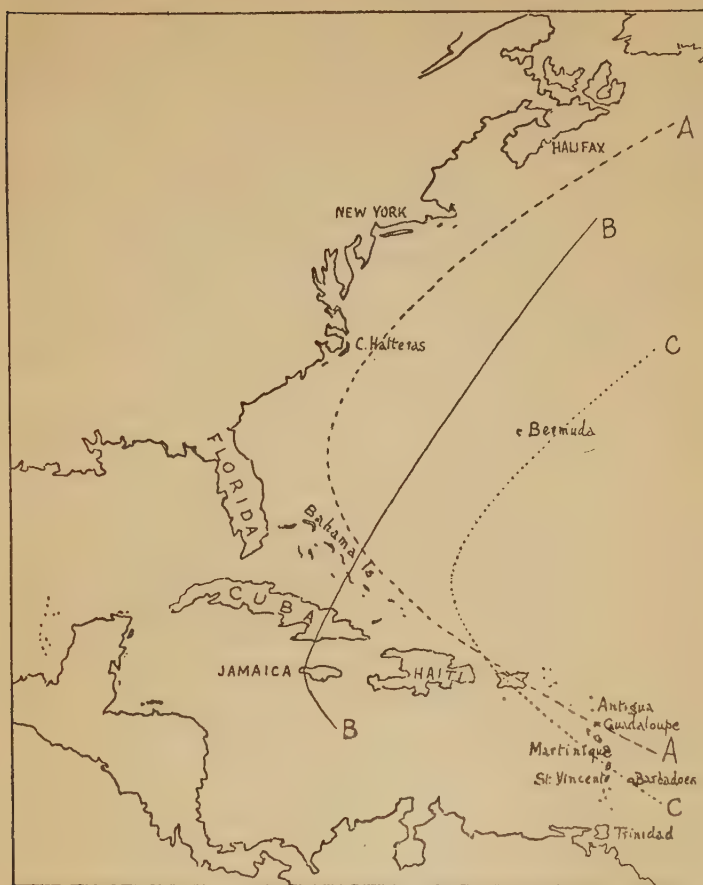 A
HALIFAX
NEW YORK
B
C. Hatteras
C
Bermuda
FLORIDA
Bahama Is
CUBA
JAMAICA
HAITI
B
Antigua
Guadaloupe
Martinique
A
St. Vincent
Barbadoes
C
Trinidad